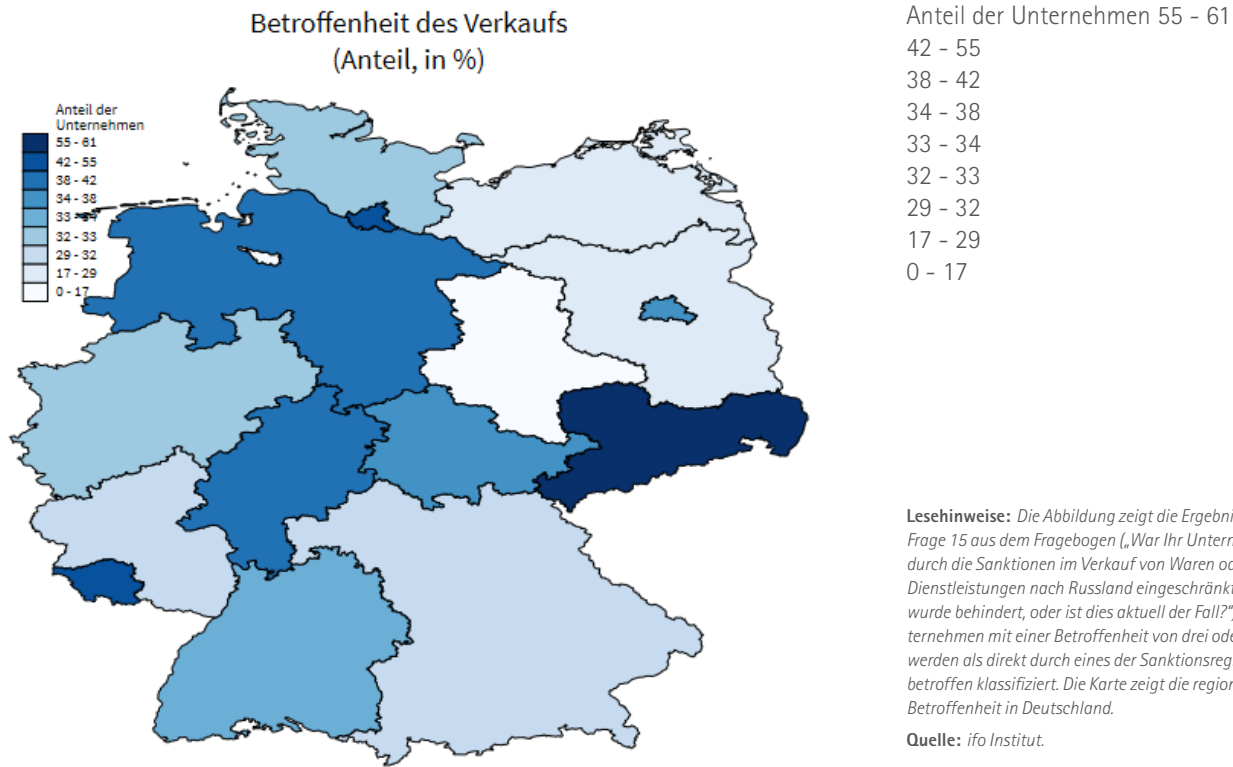 Betroffenheit des Verkaufs
(Anteil, in %)
Anteil der
Unternehmen
55 - 61
42 - 55
38 - 42
34 - 38
33 - 34
32 - 33
29 - 32
17 - 29
0 - 17
Anteil der Unternehmen 55 - 61
42 - 55
38 - 42
34 - 38
33 - 34
32 - 33
29 - 32
17 - 29
0 - 17
Lesehinweise: Die Abbildung zeigt die Ergebni
Frage 15 aus dem Fragebogen („War Ihr Untern
durch die Sanktionen im Verkauf von Waren od
Dienstleistungen nach Russland eingeschränkt
wurde behindert, oder ist dies aktuell der Fall?“)
ternehmen mit einer Betroffenheit von drei ode
werden als direkt durch eines der Sanktionsreg
betroffen klassifiziert. Die Karte zeigt die region
Betroffenheit in Deutschland.
Quelle: ifo Institut.